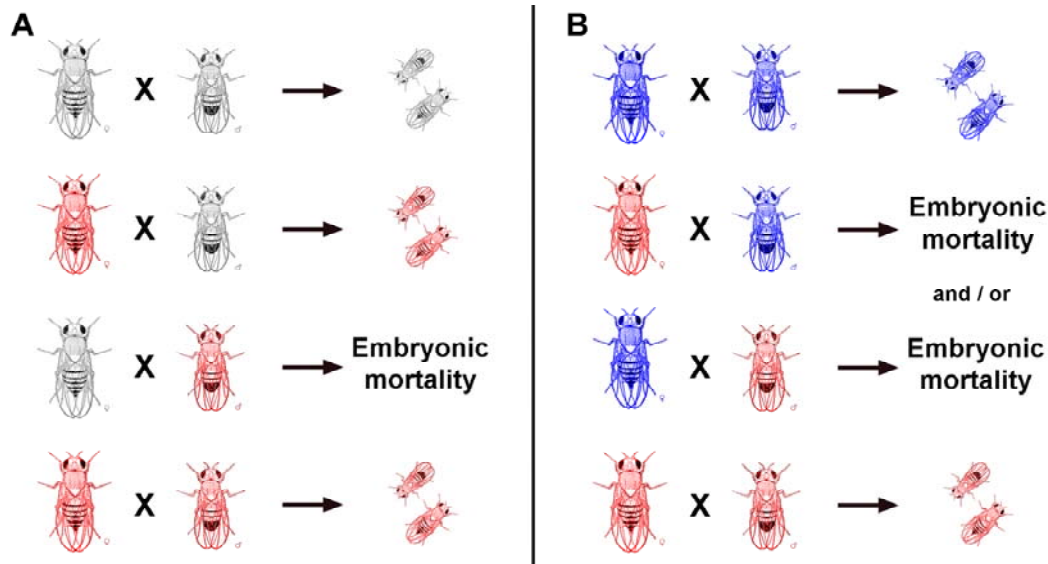 A
X
♀
♂
X
♀
♂
X
♀
♂
Embryonic
mortality
X
♀
♂
B
X
♀
♂
X
♀
♂
Embryonic
mortality
and / or
X
♀
♂
Embryonic
mortality
X
♀
♂